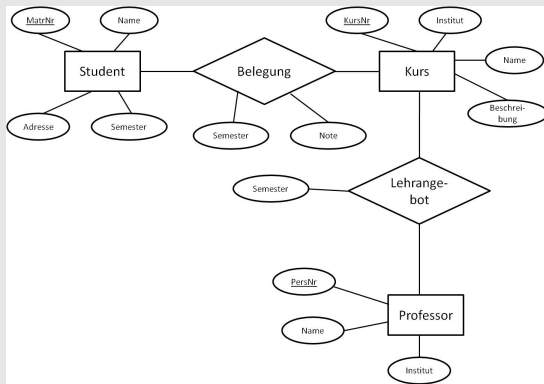 MatrNr
Name
Student
Adresse
Semester
Belegung
Semester
Note
KursNr
Institut
Name
Kurs
Beschrei-
bung
Semester
Lehrange-
bot
PersNr
Name
Professor
Institut